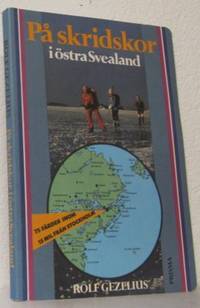 På skridskor
i östra Svealand
75 FÄRDER INOM
15 MIL FRÅN STOCKHOLM
ROLF GEZELIUS
PRISMA